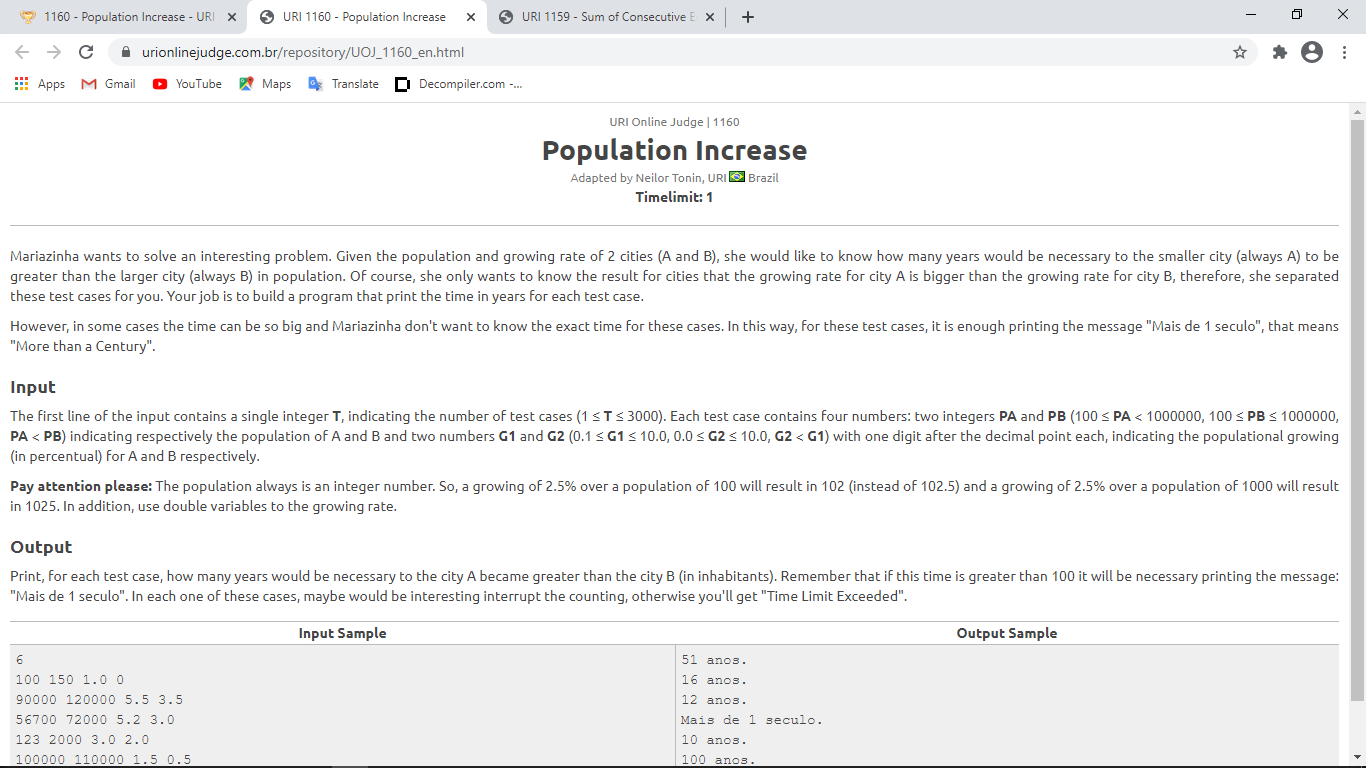 1160 - Population Increase - URI
URI 1160 - Population Increase
URI 1159 - Sum of Consecutive E
urionlinejudge.com.br/repository/UOJ_1160_en.html
Apps Gmail YouTube Maps Translate Decompiler.com -...
URI Online Judge | 1160
Population Increase
Adapted by Neilor Tonin, URI Brazil
Timelimit: 1
Mariazinha wants to solve an interesting problem. Given the population and growing rate of 2 cities (A and B), she would like to know how many years would be necessary to the smaller city (always A) to be
greater than the larger city (always B) in population. Of course, she only wants to know the result for cities that the growing rate for city A is bigger than the growing rate for city B, therefore, she separated
these test cases for you. Your job is to build a program that print the time in years for each test case.
However, in some cases the time can be so big and Mariazinha don't want to know the exact time for these cases. In this way, for these test cases, it is enough printing the message "Mais de 1 seculo", that means
"More than a Century".
Input
The first line of the input contains a single integer T, indicating the number of test cases (1 ≤ T ≤ 3000). Each test case contains four numbers: two integers PA and PB (100 ≤ PA < 1000000, 100 ≤ PB ≤ 1000000,
PA < PB) indicating respectively the population of A and B and two numbers G1 and G2 (0.1 ≤ G1 ≤ 10.0, 0.0 ≤ G2 ≤ 10.0, G2 < G1) with one digit after the decimal point each, indicating the populational growing
(in percentual) for A and B respectively.
Pay attention please: The population always is an integer number. So, a growing of 2.5% over a population of 100 will result in 102 (instead of 102.5) and a growing of 2.5% over a population of 1000 will result
in 1025. In addition, use double variables to the growing rate.
Output
Print, for each test case, how many years would be necessary to the city A became greater than the city B (in inhabitants). Remember that if this time is greater than 100 it will be necessary printing the message:
"Mais de 1 seculo". In each one of these cases, maybe would be interesting interrupt the counting, otherwise you'll get "Time Limit Exceeded".
Input Sample
Output Sample
6
100 150 1.0 0
90000 120000 5.5 3.5
56700 72000 5.2 3.0
123 2000 3.0 2.0
100000 110000 1.5 0.5
51 anos.
16 anos.
12 anos.
Mais de 1 seculo.
10 anos.
100 anos.